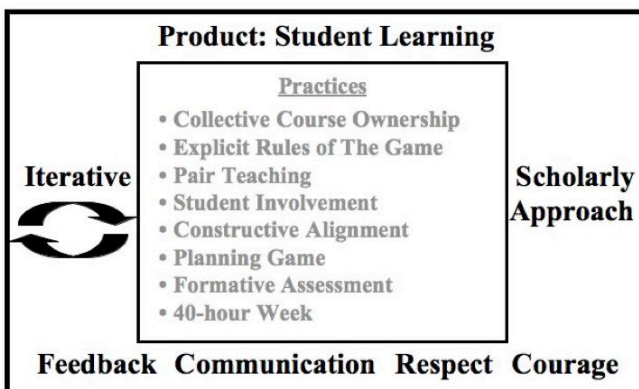 Product: Student Learning
Practices
• Collective Course Ownership
• Explicit Rules of The Game
• Pair Teaching
• Student Involvement
• Constructive Alignment
• Planning Game
• Formative Assessment
• 40-hour Week
Iterative
Scholarly
Approach
Feedback Communication Respect Courage